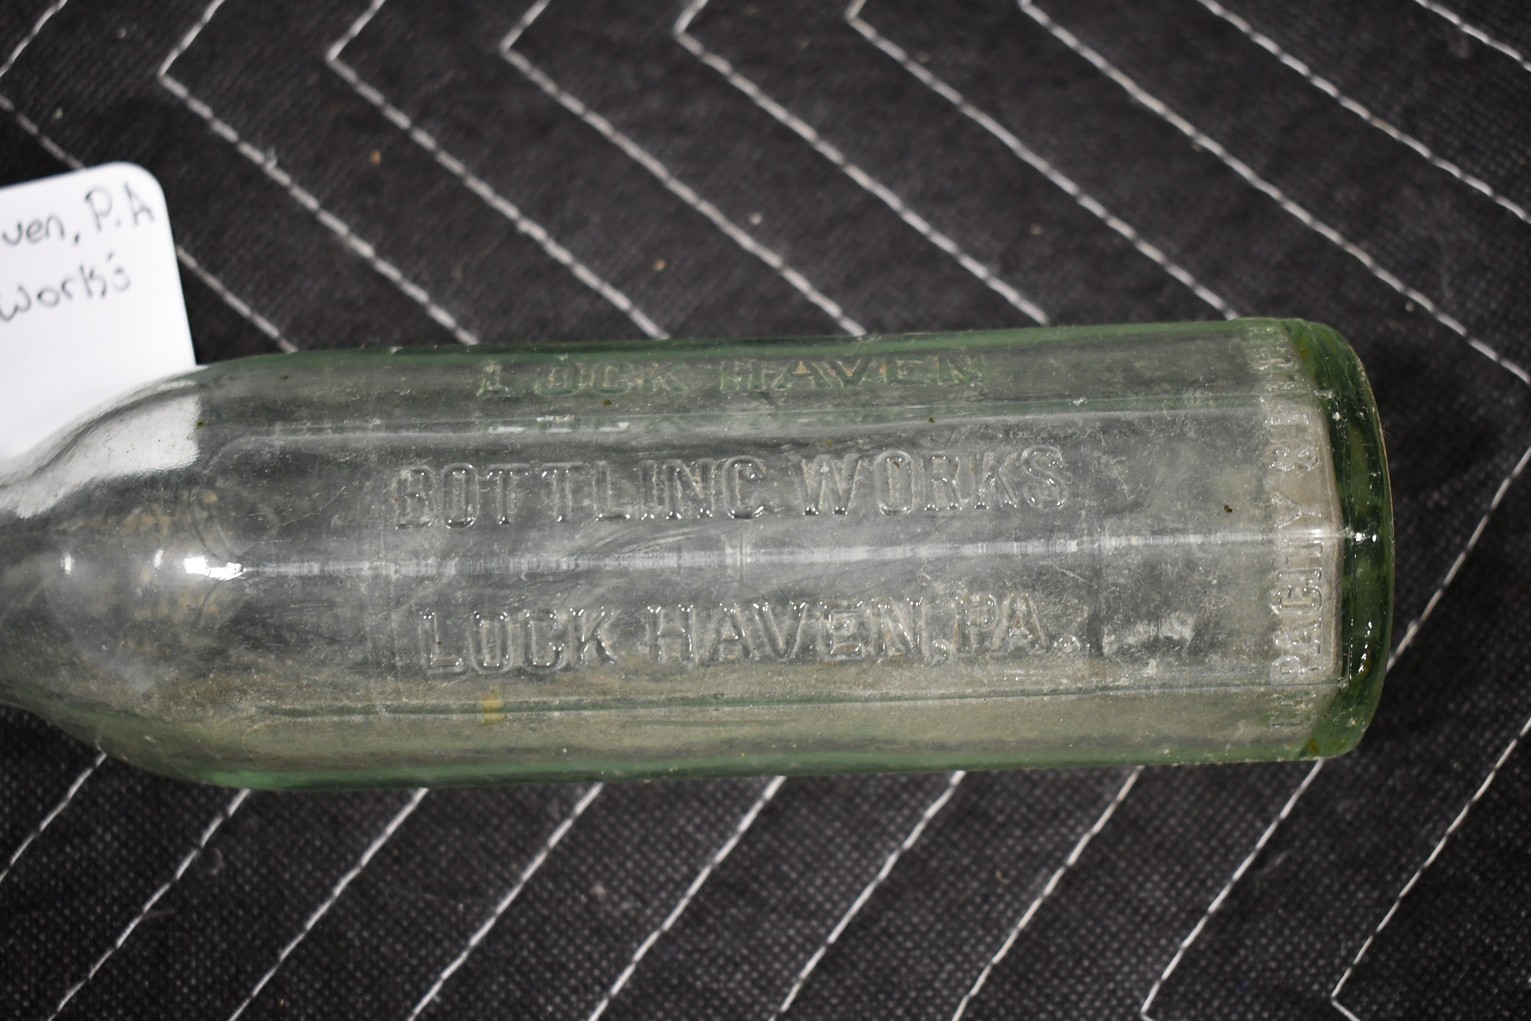 ven, P.A
Works
LOCK HAVEN
BOTTLING WORKS
LOCK HAVEN, PA.